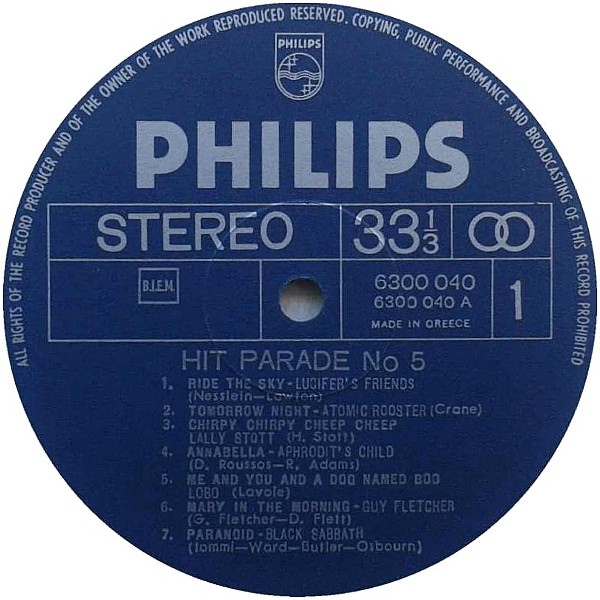 ALL RIGHTS OF THE RECORD PRODUCER AND OF THE OWNER OF THE WORK REPRODUCED RESERVED. COPYING, PUBLIC PERFORMANCE AND BROADCASTING OF THIS RECORD PROHIBITED
PHILIPS
PHILIPS
STEREO 33 1/3
B.I.E.M. 6300 040 1
6300 040 A
MADE IN GREECE
HIT PARADE No 5
1. RIDE THE SKY-LUCIFER'S FRIENDS
(Nesslein-Lawton)
2. TOMORROW NIGHT-ATOMIC ROOSTER (Crane)
3. CHIRPY CHIRPY CHEEP CHEEP
LALLY STOTT (H. Stott)
4. ANNABELLA-APHRODIT'S CHILD
(D. Roussos-R. Adams)
5. ME AND YOU AND A DOG NAMED BOO
LOBO (Lavoie)
6. MARY IN THE MORNING-GUY FLETCHER
(G. Fletcher-D. Flett)
7. PARANOID-BLACK SABBATH
(Iommi-Ward-Butler-Osbourn)